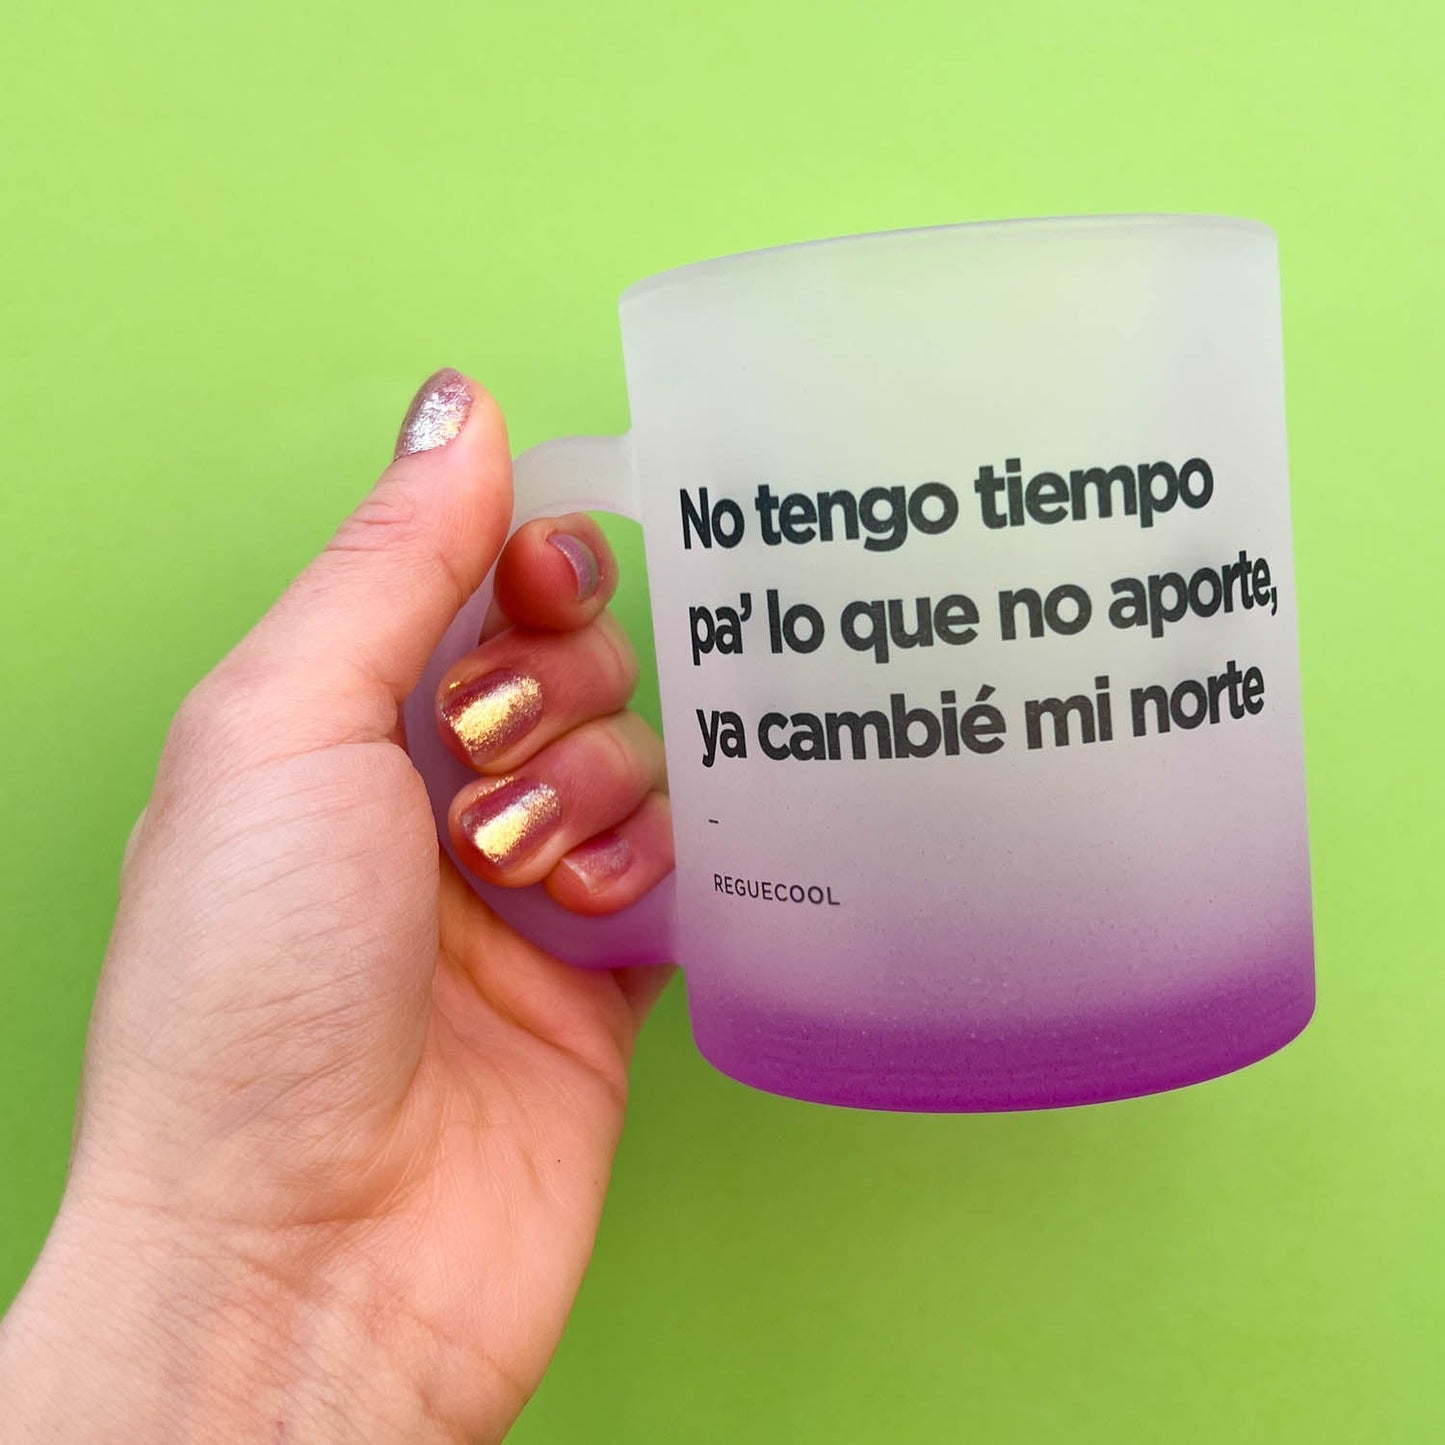 No tengo tiempo
pa’ lo que no aporte,
ya cambié mi norte
–
REGUECOOL